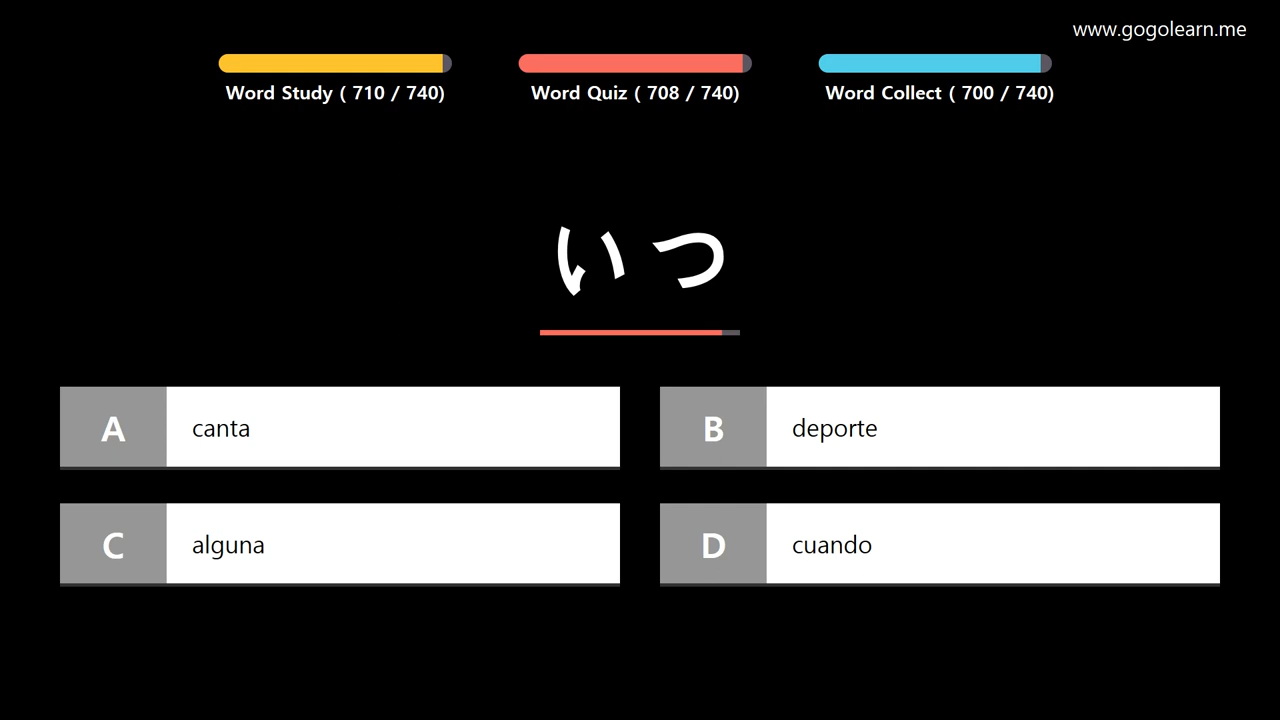 www.gogolearn.me
Word Study ( 710 / 740)
Word Quiz ( 708 / 740)
Word Collect ( 700 / 740)
いつ
A canta
B deporte
C alguna
D cuando